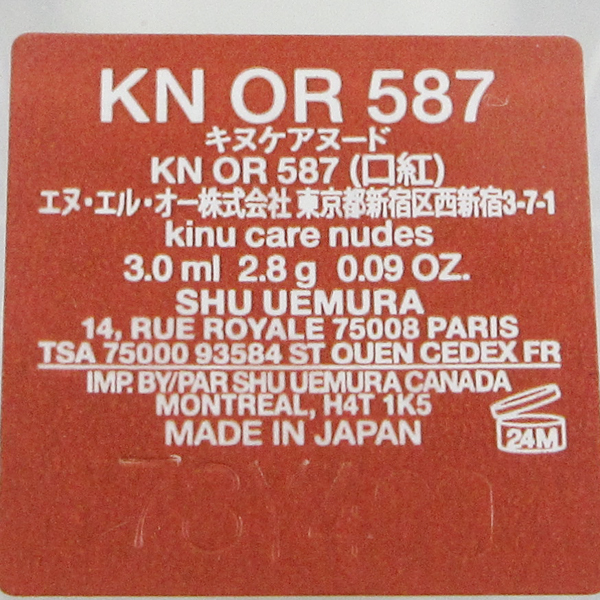 KN OR 587
キヌケアヌード
KN OR 587 (口紅)
エヌ・エル・オー株式会社 東京都新宿区西新宿3-7-1
kinu care nudes
3.0 ml 2.8 g 0.09 OZ.
SHU UEMURA
14, RUE ROYALE 75008 PARIS
TSA 75000 93584 ST OUEN CEDEX FR
IMP. BY/PAR SHU UEMURA CANADA
MONTREAL, H4T 1K5
MADE IN JAPAN
24M